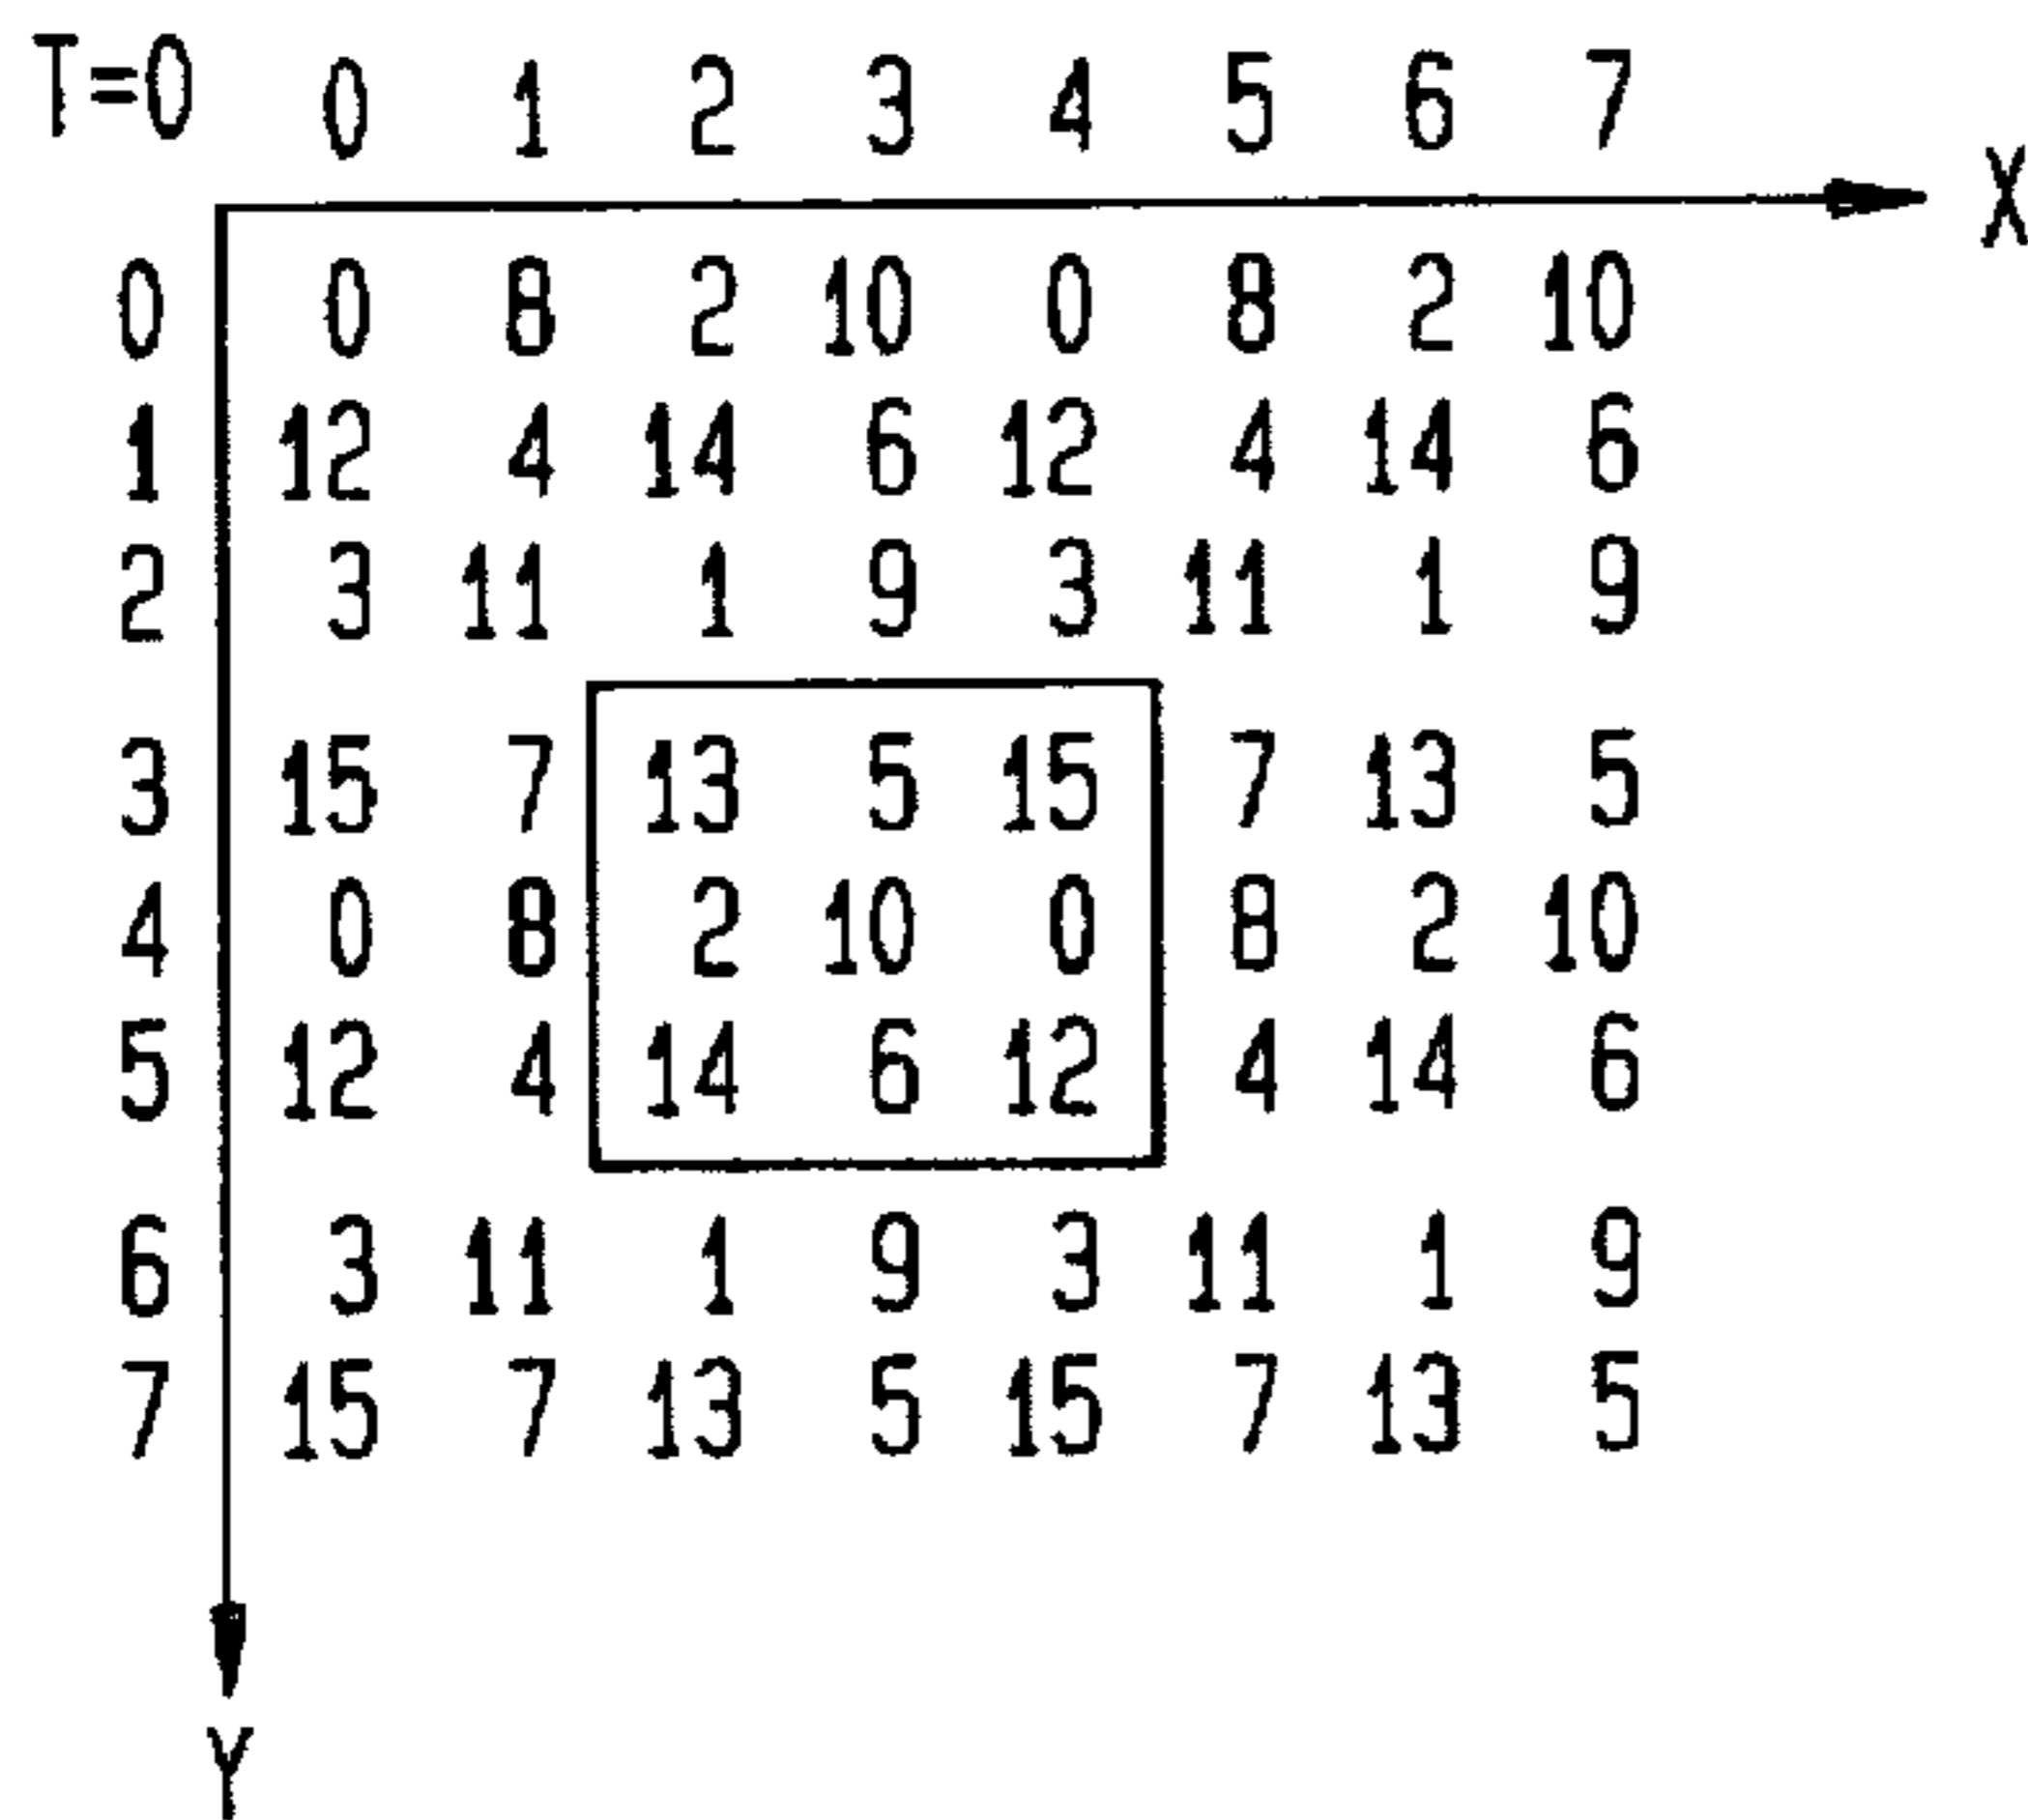 T=0 0 1 2 3 4 5 6 7
X
0 0 8 2 10 0 8 2 10
1 12 4 14 6 12 4 14 6
2 3 11 1 9 3 11 1 9
3 15 7 13 5 15 7 13 5
4 0 8 2 10 0 8 2 10
5 12 4 14 6 12 4 14 6
6 3 11 1 9 3 11 1 9
7 15 7 13 5 15 7 13 5
Y